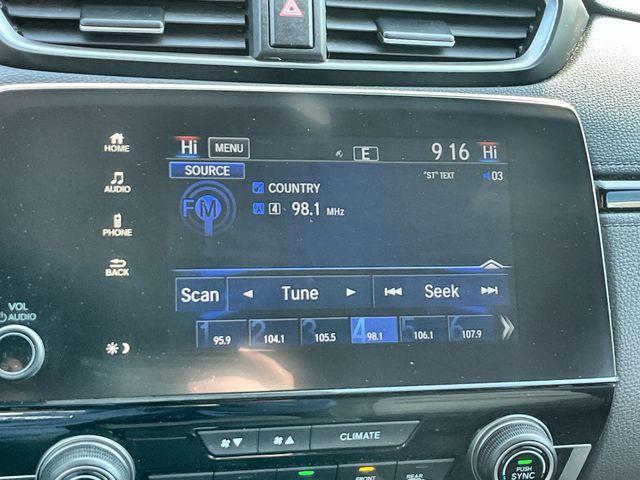 HOME
AUDIO
PHONE
BACK
VOL
AUDIO
Hi MENU E 9 16 Hi
SOURCE "ST" TEXT 03
FM COUNTRY
4 98.1 MHz
Scan Tune Seek
1 95.9 2 104.1 3 105.5 4 98.1 5 106.1 6 107.9
CLIMATE
FRONT REAR
PUSH
SYNC